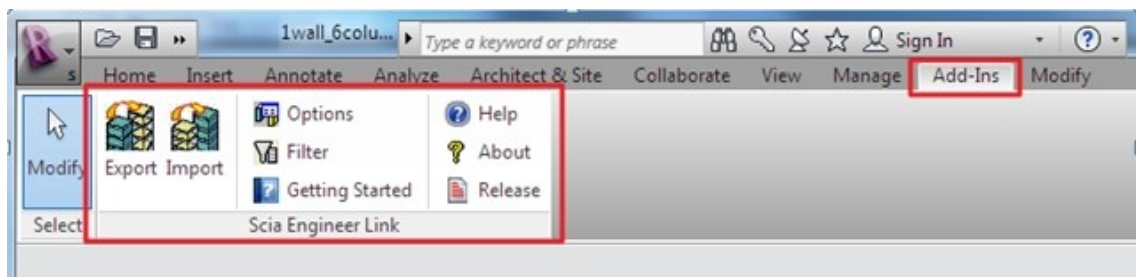 1wall_6colu... Type a keyword or phrase Sign In
S Home Insert Annotate Analyze Architect & Site Collaborate View Manage Add-Ins Modify
Options Help
Filter About
Modify Export Import
Getting Started Release
Select Scia Engineer Link